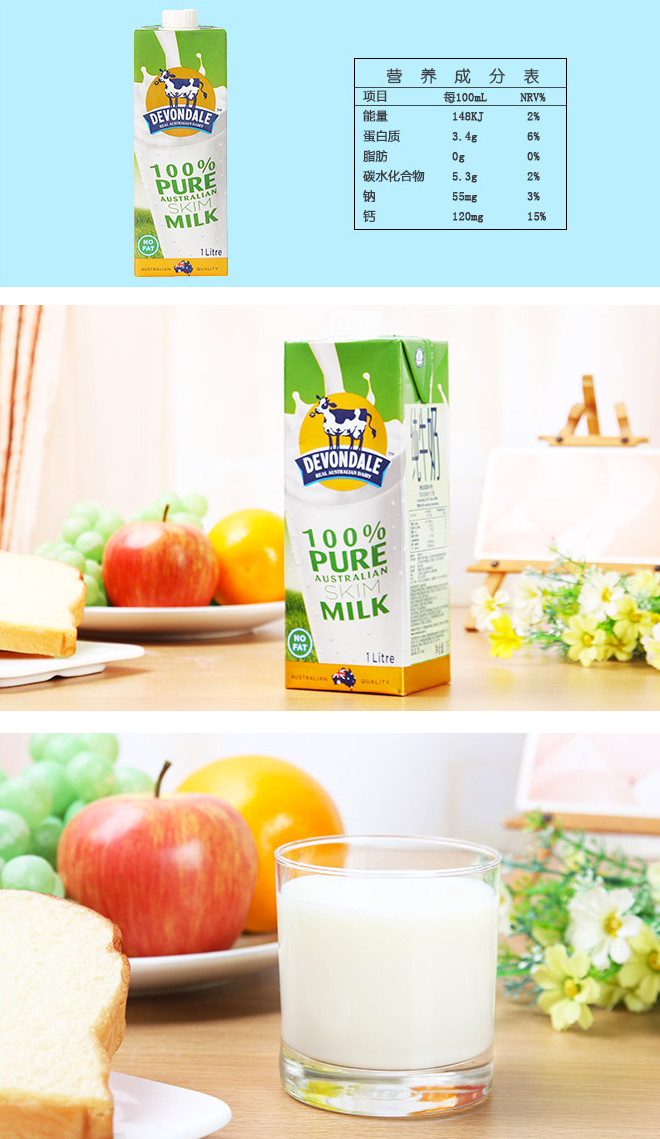 DEVONDALE
REAL AUSTRALIAN DAIRY
100%
PURE
AUSTRALIAN
SKIM
MILK
NO
FAT
1 Litre
AUSTRALIAN QUALITY
营养成分表
项目 每100mL NRV%
能量 148KJ 2%
蛋白质 3.4g 6%
脂肪 0g 0%
碳水化合物 5.3g 2%
钠 55mg 3%
钙 120mg 15%
DEVONDALE
REAL AUSTRALIAN DAIRY
100%
PURE
AUSTRALIAN
SKIM
MILK
NO
FAT
1 Litre
AUSTRALIAN QUALITY